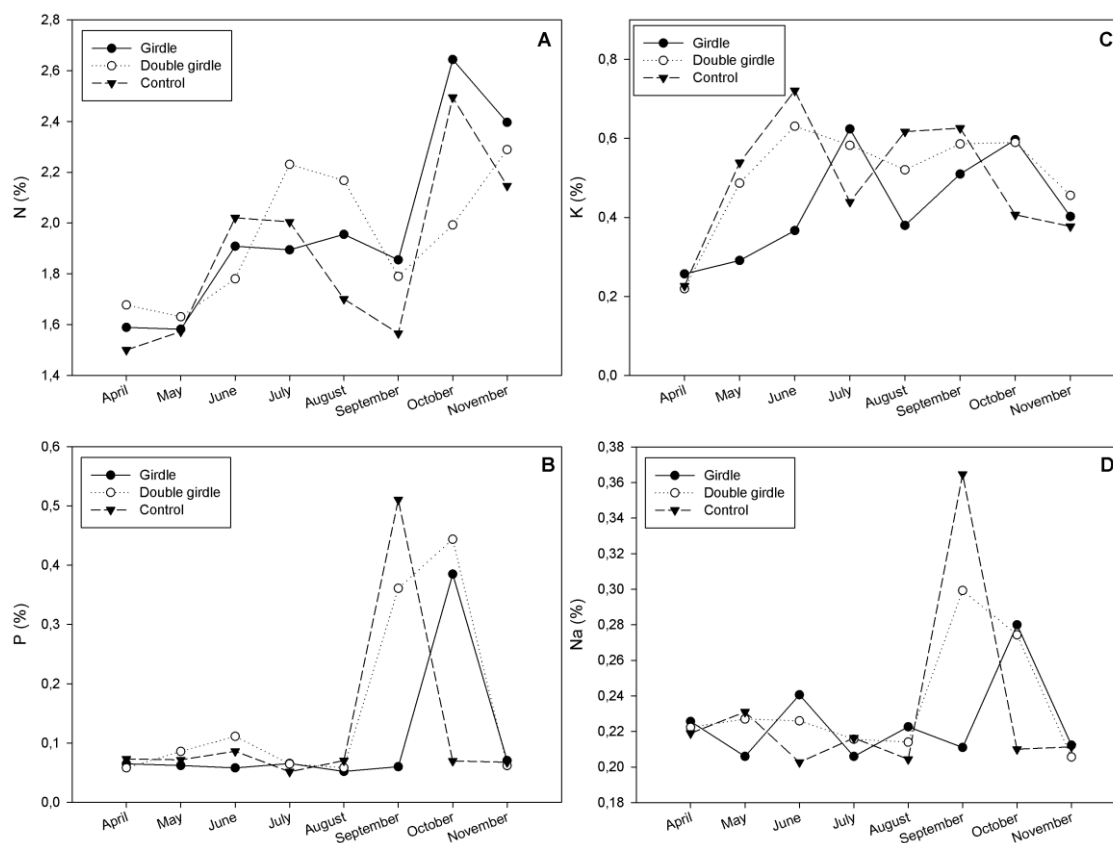 A
Girdle
Double girdle
Control
N (%)
2,8
2,6
2,4
2,2
2,0
1,8
1,6
1,4
April
May
June
July
August
September
October
November
C
Girdle
Double girdle
Control
K (%)
0,8
0,6
0,4
0,2
0,0
April
May
June
July
August
September
October
November
B
Girdle
Double girdle
Control
P (%)
0,6
0,5
0,4
0,3
0,2
0,1
0,0
April
May
June
July
August
September
October
November
D
Girdle
Double girdle
Control
Na (%)
0,38
0,36
0,34
0,32
0,30
0,28
0,26
0,24
0,22
0,20
0,18
April
May
June
July
August
September
October
November